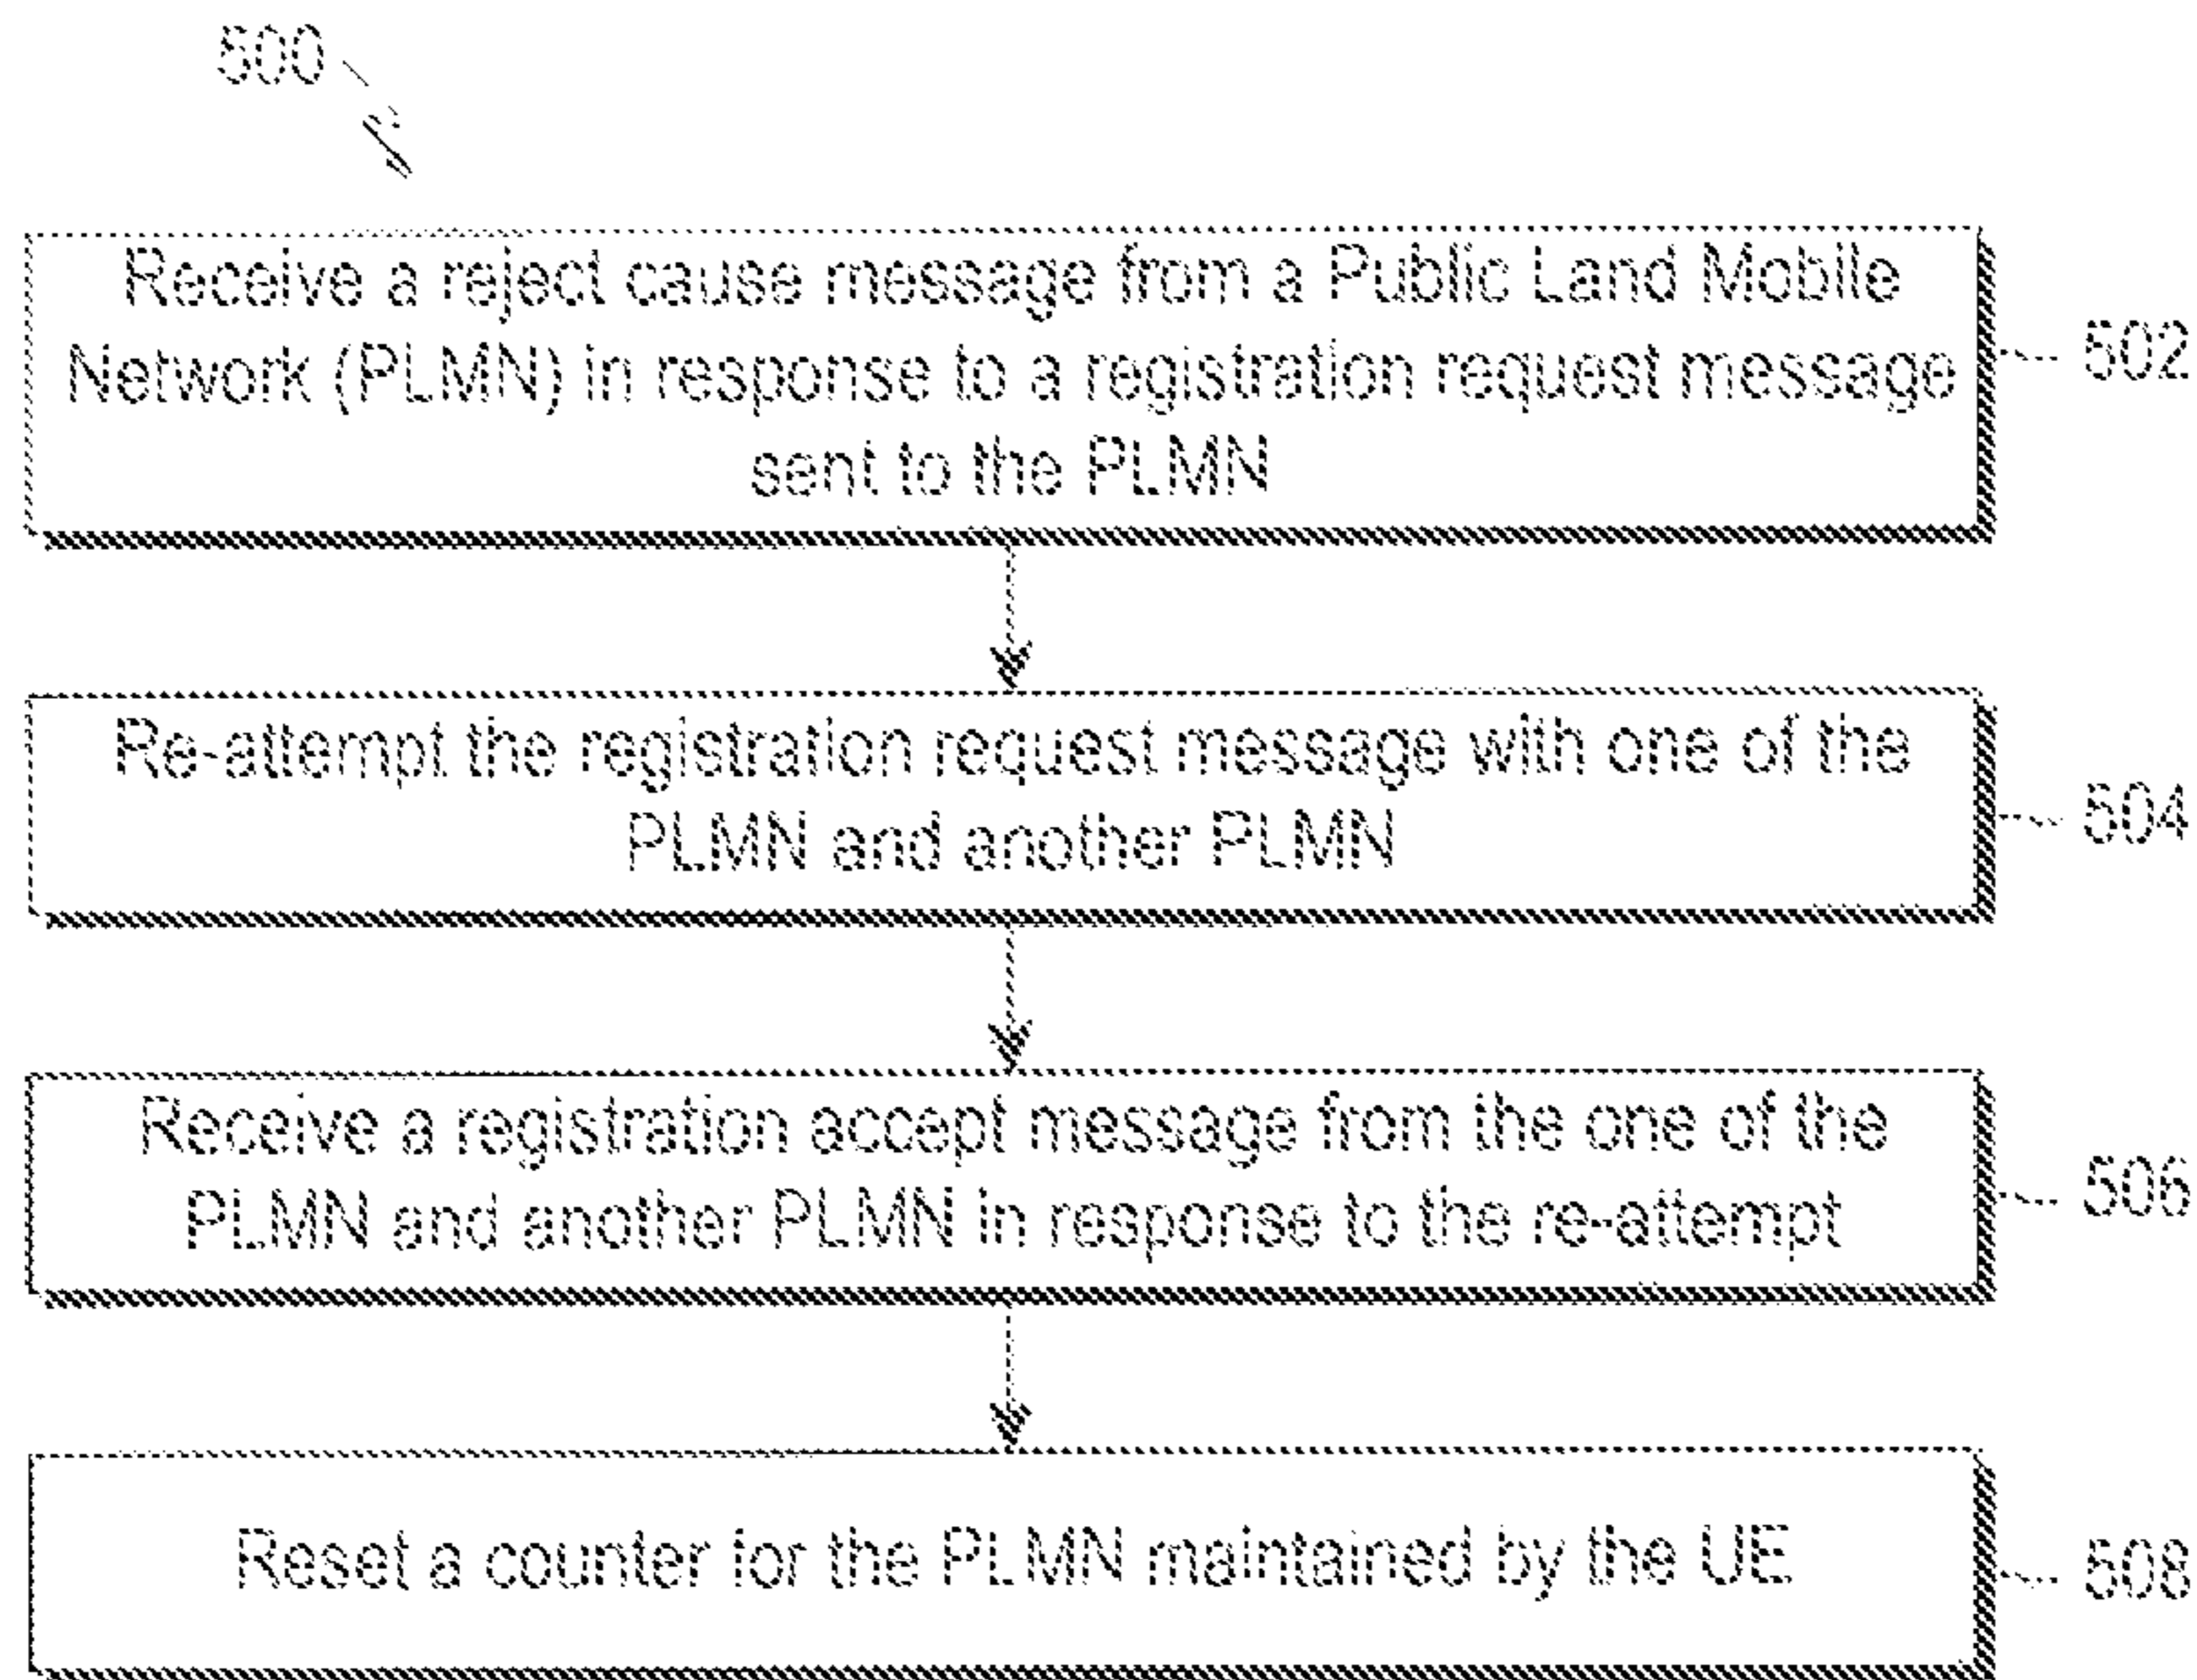 500
Receive a reject cause message from a Public Land Mobile
Network (PLMN) in response to a registration request message
sent to the PLMN
502
Re-attempt the registration request message with one of the
PLMN and another PLMN
504
Receive a registration accept message from the one of the
PLMN and another PLMN in response to the re-attempt
506
Reset a counter for the PLMN maintained by the UE
508